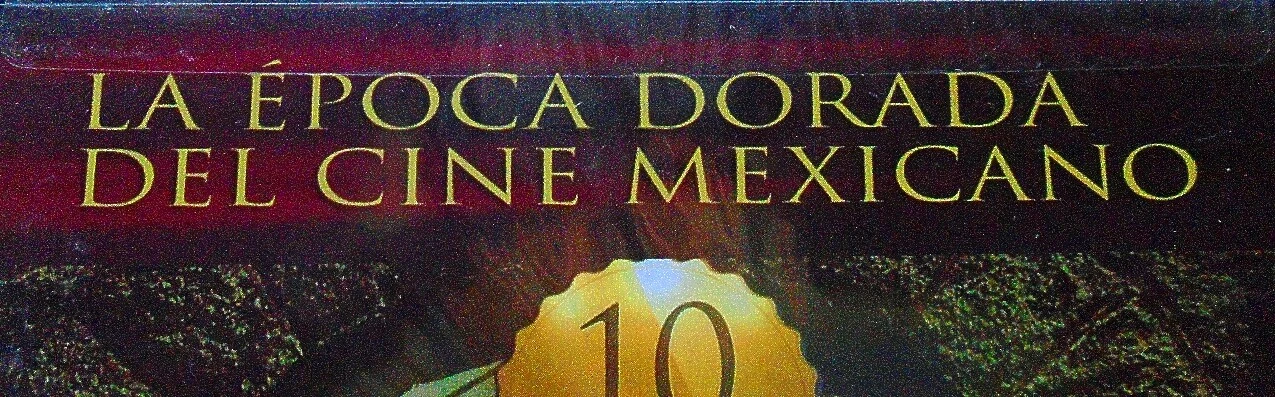 LA ÉPOCA DORADA
DEL CINE MEXICANO
10